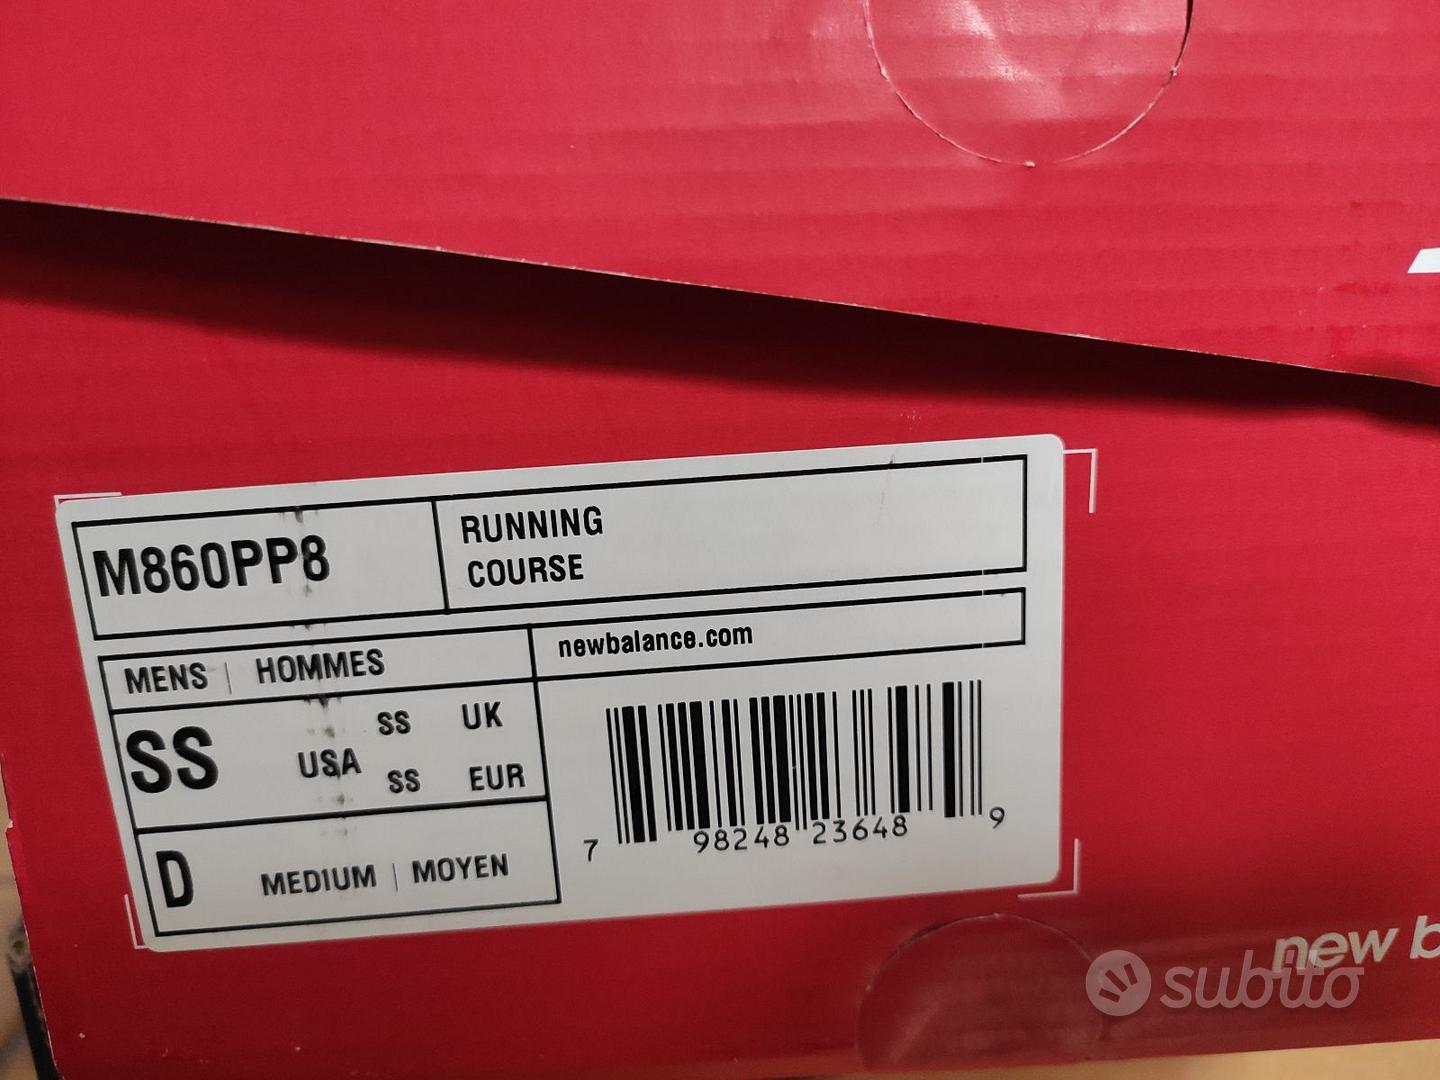 M860PP8
RUNNING
COURSE
MENS | HOMMES
newbalance.com
SS USA
SS UK
SS EUR
D MEDIUM | MOYEN
7 98248 23648 9
new b
subito